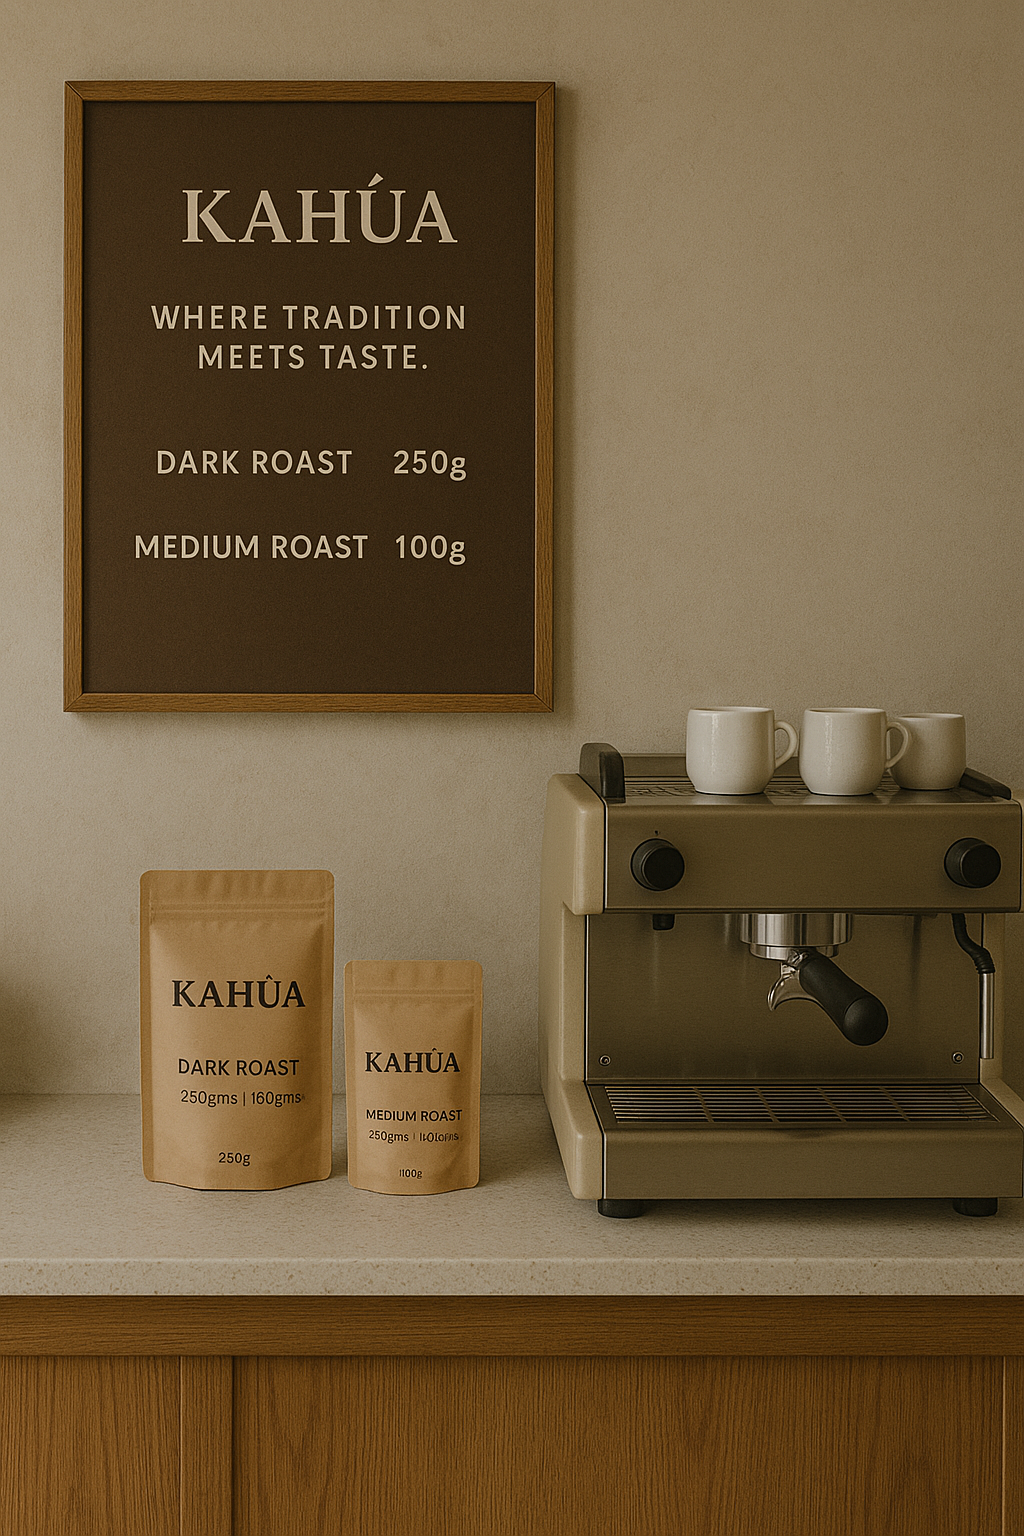 KAHÚA
WHERE TRADITION
MEETS TASTE.
DARK ROAST 250g
MEDIUM ROAST 100g
KAHÛA
DARK ROAST
250gms | 160gms
250g
KAHÛA
MEDIUM ROAST
250gms |
100g